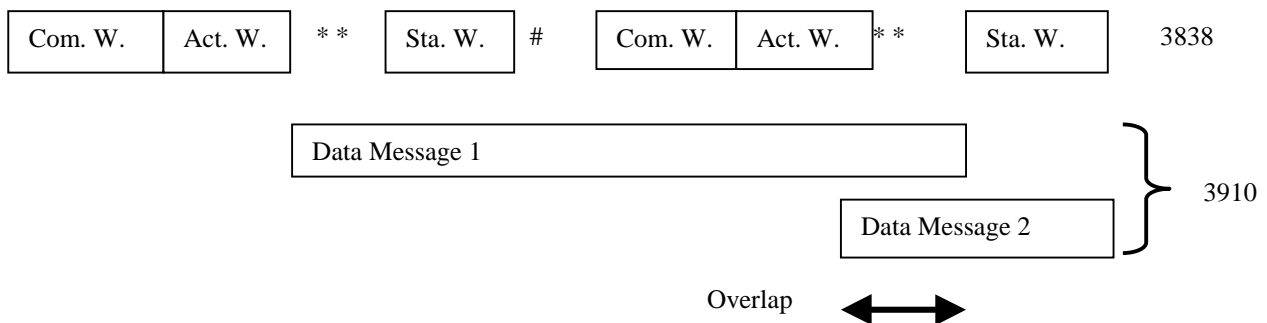 Com. W. Act. W. * * Sta. W. # Com. W. Act. W. * * Sta. W. 3838
Data Message 1
3910
Data Message 2
Overlap